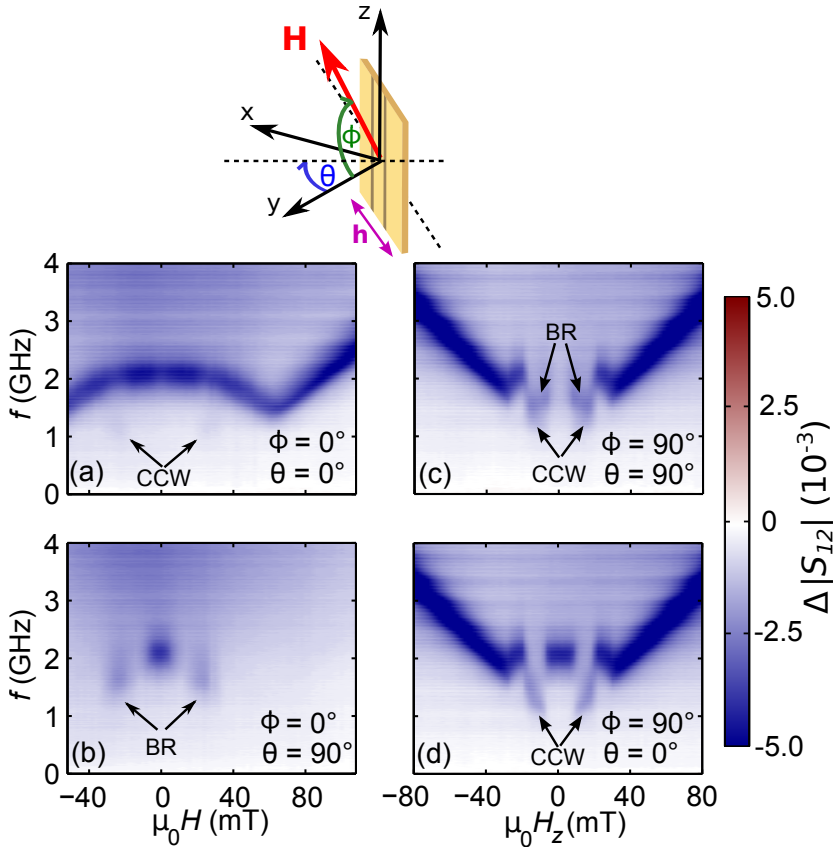 z
H
x
ϕ
θ
y
h
4
3
2
1
0
f (GHz)
CCW
(a)
ϕ = 0°
θ = 0°
BR
CCW
(c)
ϕ = 90°
θ = 90°
4
3
2
1
0
f (GHz)
BR
(b)
ϕ = 0°
θ = 90°
CCW
(d)
ϕ = 90°
θ = 0°
−40 0 40 80
μ₀H (mT)
−80 −40 0 40 80
μ₀H_z (mT)
5.0
2.5
0
-2.5
-5.0
Δ |S₁₂| (10⁻³)